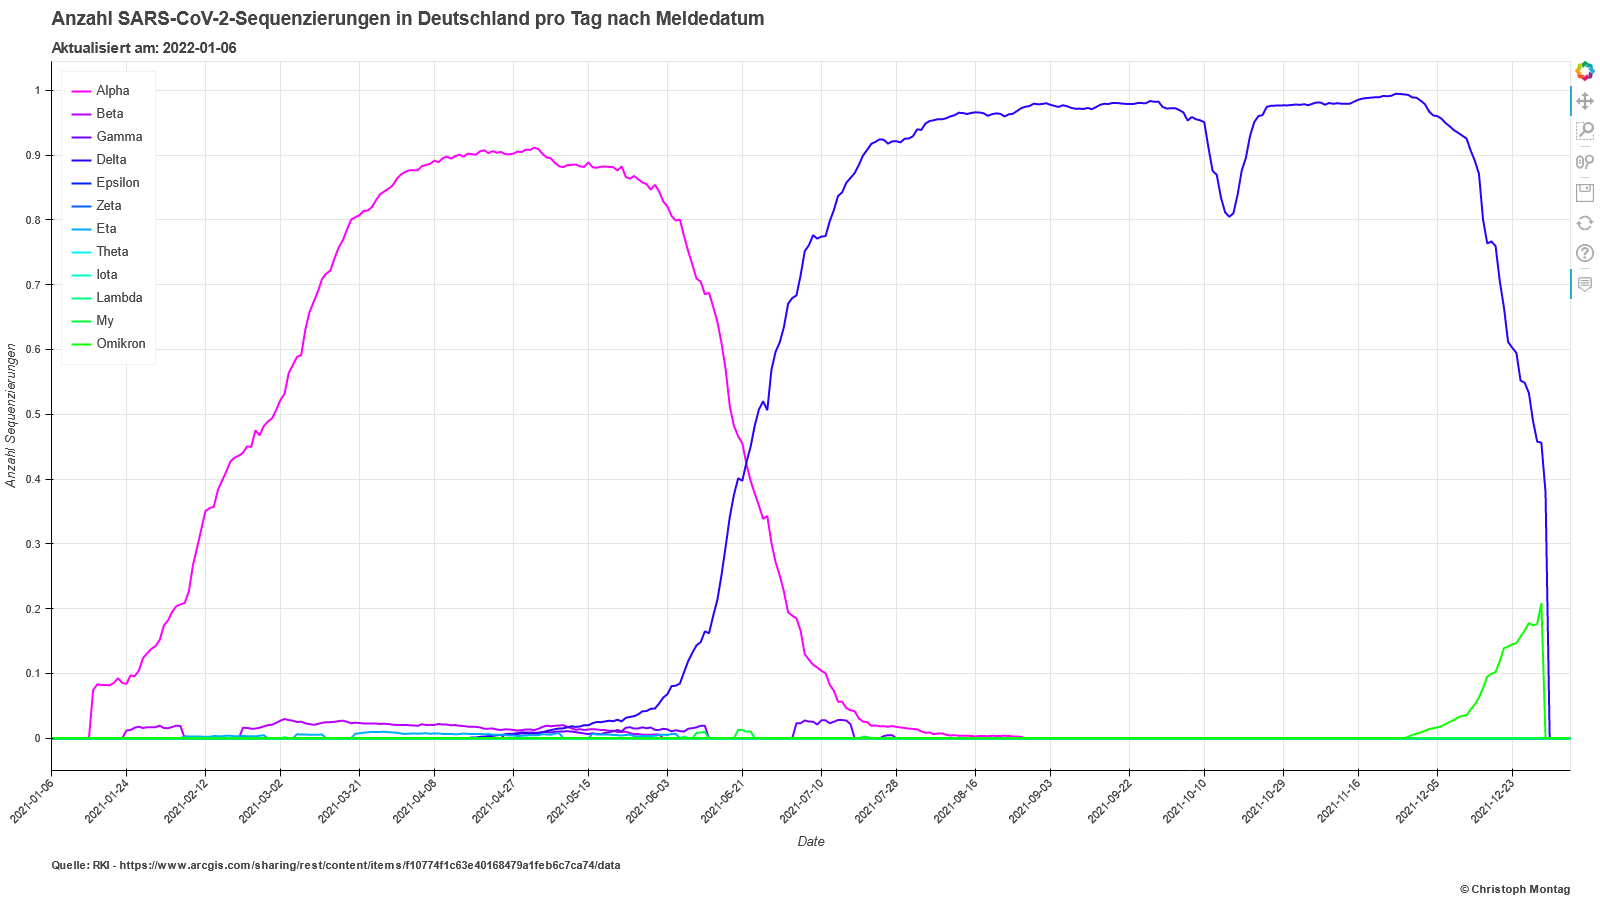 Anzahl SARS-CoV-2-Sequenzierungen in Deutschland pro Tag nach Meldedatum
Aktualisiert am: 2022-01-06
Alpha
Beta
Gamma
Delta
Epsilon
Zeta
Eta
Theta
Iota
Lambda
My
Omikron
Anzahl Sequenzierungen
1
0.9
0.8
0.7
0.6
0.5
0.4
0.3
0.2
0.1
0
2021-01-06
2021-01-24
2021-02-12
2021-03-02
2021-03-21
2021-04-08
2021-04-27
2021-05-15
2021-06-03
2021-06-21
2021-07-10
2021-07-28
2021-08-16
2021-09-03
2021-09-22
2021-10-10
2021-10-29
2021-11-16
2021-12-05
2021-12-23
Date
Quelle: RKI - https://www.arcgis.com/sharing/rest/content/items/f10774f1c63e40168479a1feb6c7ca74/data
© Christoph Montag